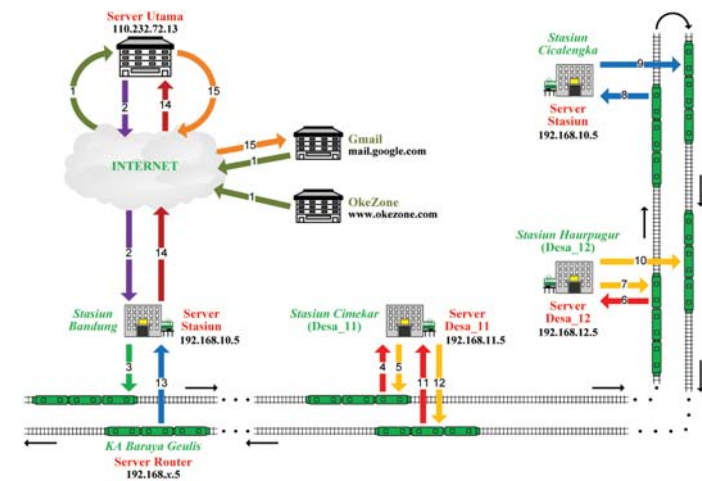 Server Utama
110.232.72.13
1
2
14
15
INTERNET
15
1
Gmail
mail.google.com
1
OkeZone
www.okezone.com
2
14
Stasiun
Bandung
Server
Stasiun
192.168.10.5
3
13
KA Baraya Geulis
Server Router
192.168.x.5
Stasiun Cimekar
(Desa_11)
Server
Desa_11
192.168.11.5
4
5
11
12
Stasiun
Cicalengka
Server
Stasiun
192.168.10.5
9
8
Stasiun Haurpugur
(Desa_12)
Server
Desa_12
192.168.12.5
10
7
6